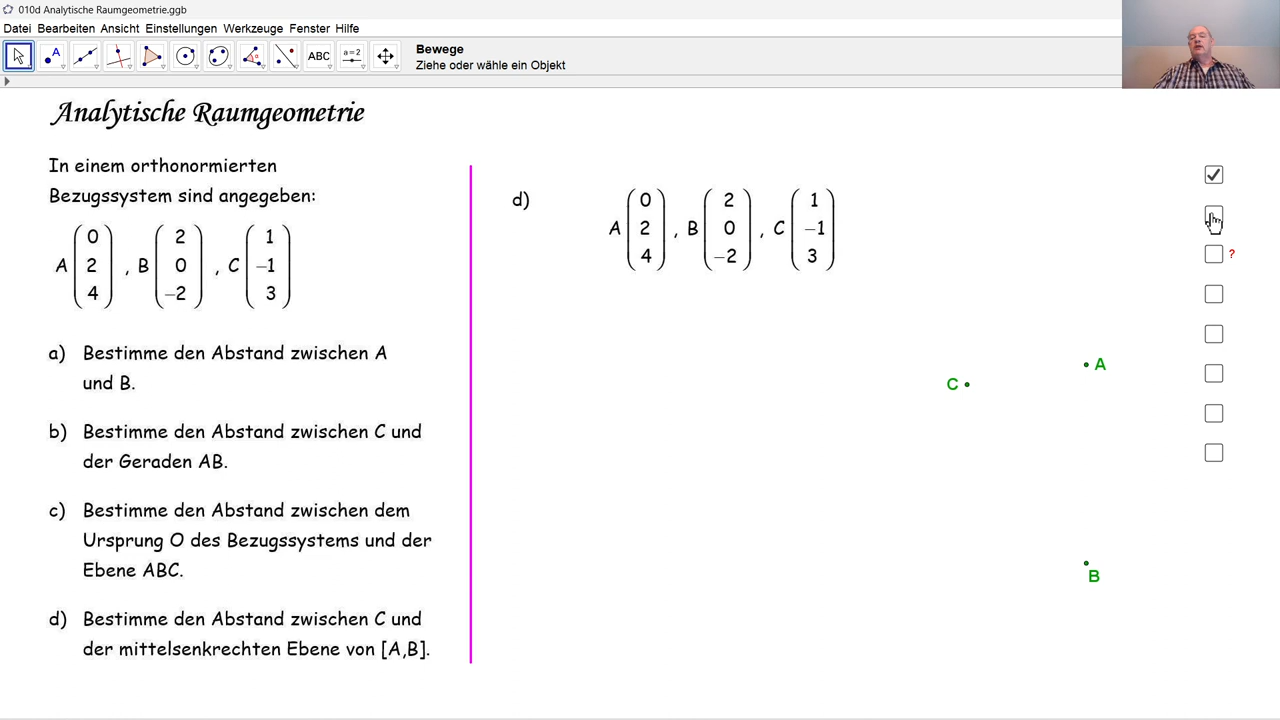 010d Analytische Raumgeometrie.ggb
Datei Bearbeiten Ansicht Einstellungen Werkzeuge Fenster Hilfe
A ABC a=2 Bewege
Ziehe oder wähle ein Objekt
Analytische Raumgeometrie
In einem orthonormierten
Bezugssystem sind angegeben:
0 2 1
A 2 , B 0 , C −1
4 −2 3
a) Bestimme den Abstand zwischen A
und B.
b) Bestimme den Abstand zwischen C und
der Geraden AB.
c) Bestimme den Abstand zwischen dem
Ursprung O des Bezugssystems und der
Ebene ABC.
d) Bestimme den Abstand zwischen C und
der mittelsenkrechten Ebene von [A,B].
d)
0 2 1
A 2 , B 0 , C −1
4 −2 3
?
A
C
B